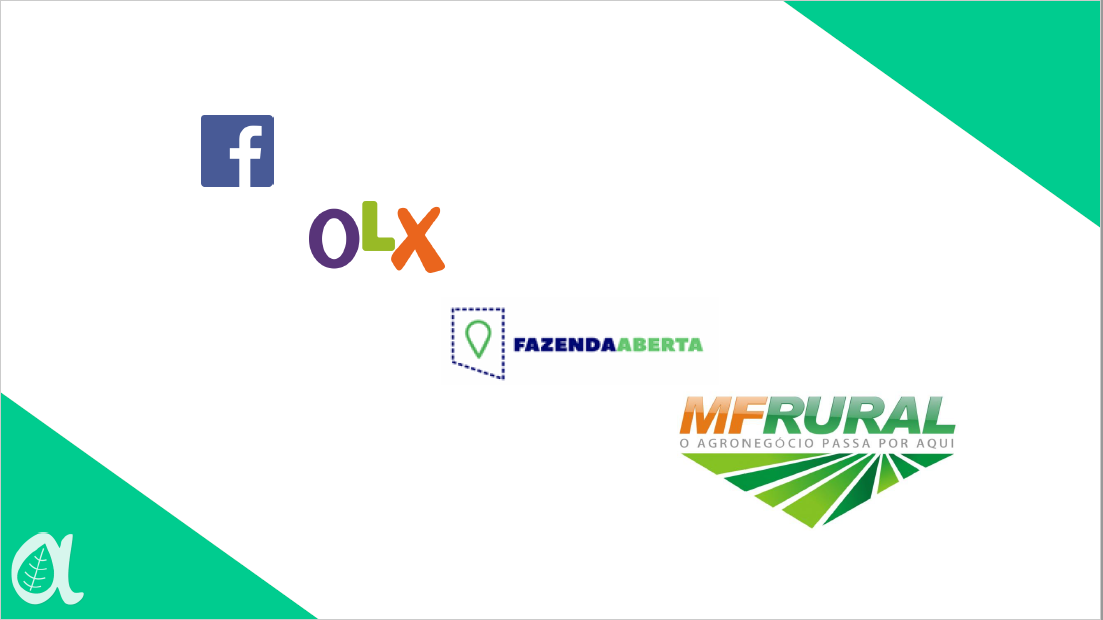 f
OLX
FAZENDAABERTA
MFRURAL
O AGRONEGÓCIO PASSA POR AQUI
a